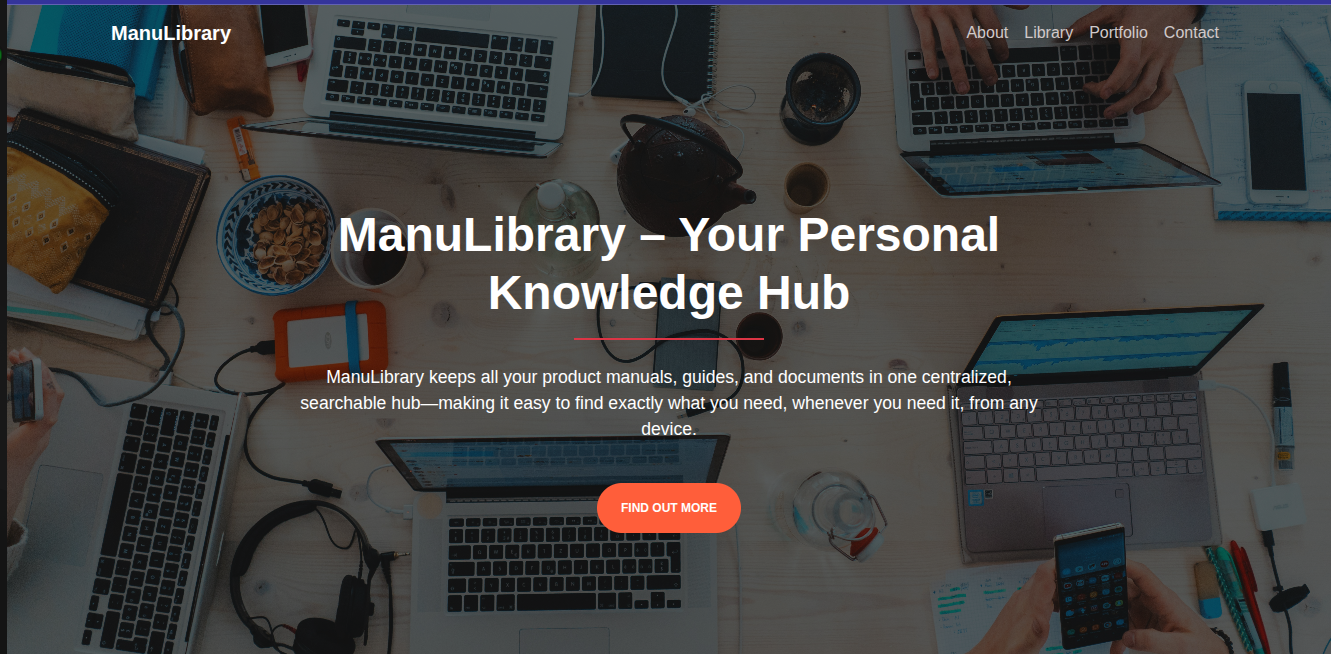 ManuLibrary
About Library Portfolio Contact
ManuLibrary – Your Personal
Knowledge Hub
ManuLibrary keeps all your product manuals, guides, and documents in one centralized,
searchable hub—making it easy to find exactly what you need, whenever you need it, from any
device.
FIND OUT MORE